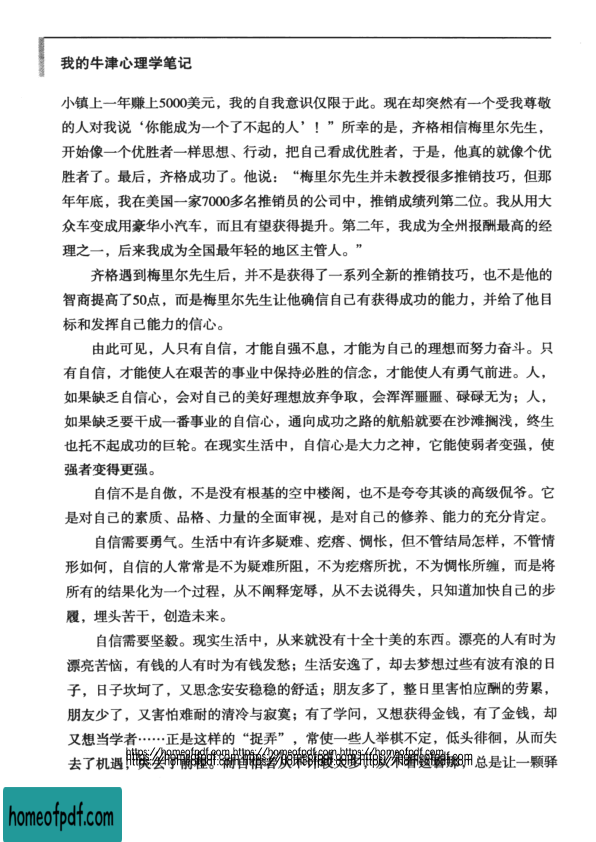 我的牛津心理学笔记
小镇上一年赚上5000美元，我的自我意识仅限于此。现在却突然有一个受我尊敬
的人对我说‘你能成为一个了不起的人’！”所幸的是，齐格相信梅里尔先生，
开始像一个优胜者一样思想、行动，把自己看成优胜者，于是，他真的就像个优
胜者了。最后，齐格成功了。他说：“梅里尔先生并未教授很多推销技巧，但那
年年底，我在美国一家7000多名推销员的公司中，推销成绩列第二位。我从用大
众车变成用豪华小汽车，而且有望获得提升。第二年，我成为全州报酬最高的经
理之一，后来我成为全国最年轻的地区主管人。”
齐格遇到梅里尔先生后，并不是获得了一系列全新的推销技巧，也不是他的
智商提高了50点，而是梅里尔先生让他确信自己有获得成功的能力，并给了他目
标和发挥自己能力的信心。
由此可见，人只有自信，才能自强不息，才能为自己的理想而努力奋斗。只
有自信，才能使人在艰苦的事业中保持必胜的信念，才能使人有勇气前进。人，
如果缺乏自信心，会对自己的美好理想放弃争取，会浑浑噩噩、碌碌无为；人，
如果缺乏要干成一番事业的自信心，通向成功之路的航船就要在沙滩搁浅，终生
也托不起成功的巨轮。在现实生活中，自信心是大力之神，它能使弱者变强，使
强者变得更强。
自信不是自傲，不是没有根基的空中楼阁，也不是夸夸其谈的高级侃爷。它
是对自己的素质、品格、力量的全面审视，是对自己的修养、能力的充分肯定。
自信需要勇气。生活中有许多疑难、疙瘩、惆怅，但不管结局怎样，不管情
形如何，自信的人常常是不为疑难所阻，不为疙瘩所扰，不为惆怅所缠，而是将
所有的结果化为一个过程，从不阐释宠辱，从不去说得失，只知道加快自己的步
履，埋头苦干，创造未来。
自信需要坚毅。现实生活中，从来就没有十全十美的东西。漂亮的人有时为
漂亮苦恼，有钱的人有时为有钱发愁；生活安逸了，却去梦想过些有波有浪的日
子，日子坎坷了，又思念安安稳稳的舒适；朋友多了，整日里害怕应酬的劳累，
朋友少了，又害怕难耐的清冷与寂寞；有了学问，又想获得金钱，有了金钱，却
又想当学者……正是这样的“捉弄”，常使一些人举棋不定，低头徘徊，从而失
https://homeofpdf.com https://homeofpdf.com https://homeofpdf.com
去了机遇，失去了前程。而自信者从不计较太多，从不看这看那，总是让一颗驿
https://homeofpdf.com https://homeofpdf.com https://homeofpdf.com
homeofpdf.com